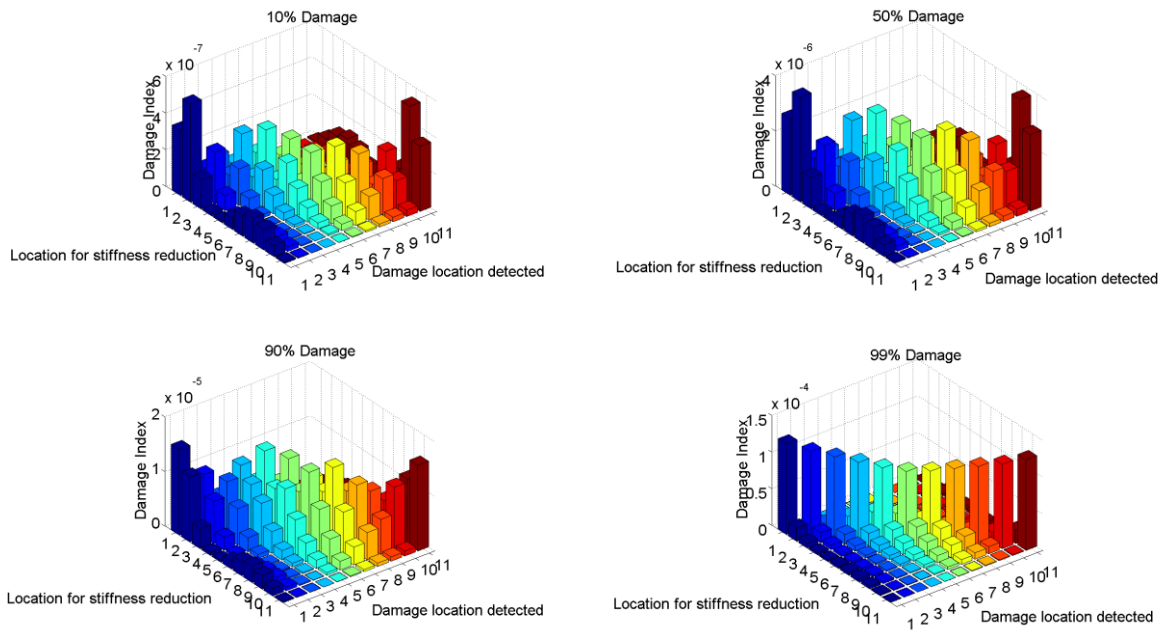 10% Damage
x 10 -7
Damage Index
6
4
2
0
1
2
3
4
5
6
7
8
9
10
11
Location for stiffness reduction
1 2 3 4 5 6 7 8 9 10 11
Damage location detected
50% Damage
x 10 -6
Damage Index
4
2
0
1
2
3
4
5
6
7
8
9
10
11
Location for stiffness reduction
1 2 3 4 5 6 7 8 9 10 11
Damage location detected
90% Damage
x 10 -5
Damage Index
2
1
0
1
2
3
4
5
6
7
8
9
10
11
Location for stiffness reduction
1 2 3 4 5 6 7 8 9 10 11
Damage location detected
99% Damage
x 10 -4
Damage Index
1.5
1
0.5
0
1
2
3
4
5
6
7
8
9
10
11
Location for stiffness reduction
1 2 3 4 5 6 7 8 9 10 11
Damage location detected